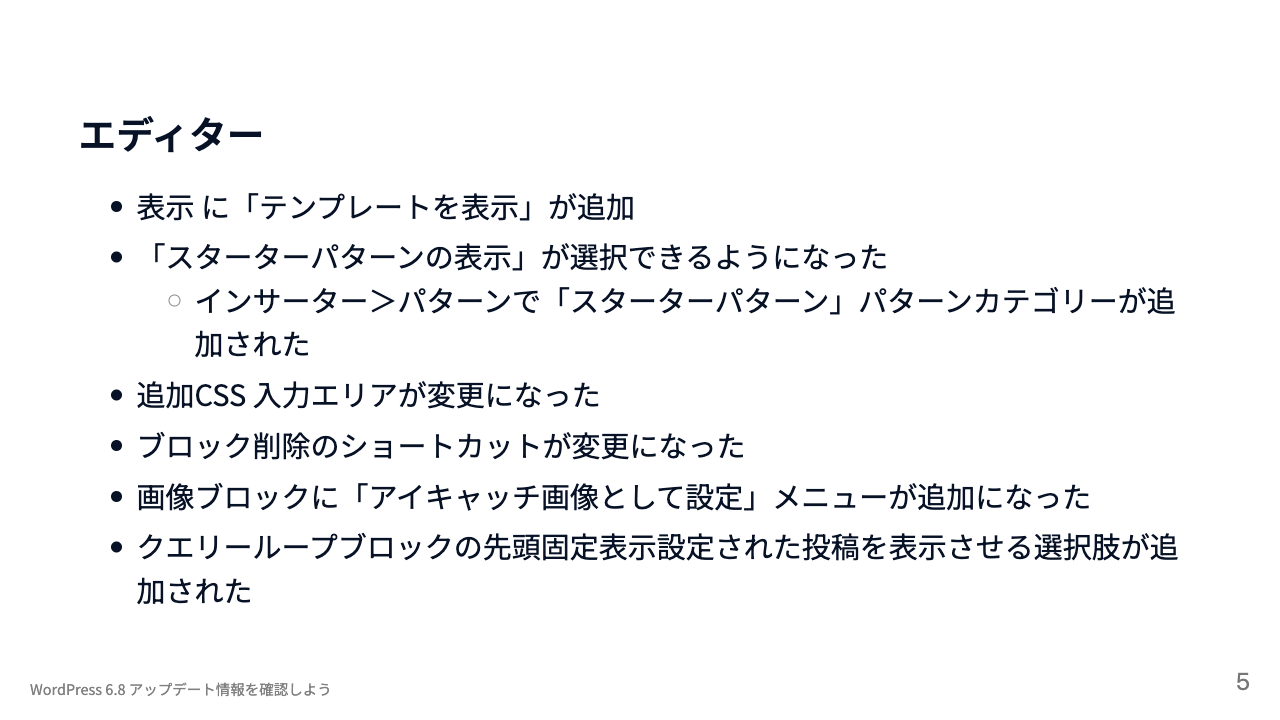 エディター
• 表示 に「テンプレートを表示」が追加
• 「スターターパターンの表示」が選択できるようになった
○ インサーター＞パターンで「スターターパターン」パターンカテゴリーが追
加された
• 追加CSS 入力エリアが変更になった
• ブロック削除のショートカットが変更になった
• 画像ブロックに「アイキャッチ画像として設定」メニューが追加になった
• クエリーループブロックの先頭固定表示設定された投稿を表示させる選択肢が追
加された
WordPress 6.8 アップデート情報を確認しよう
5